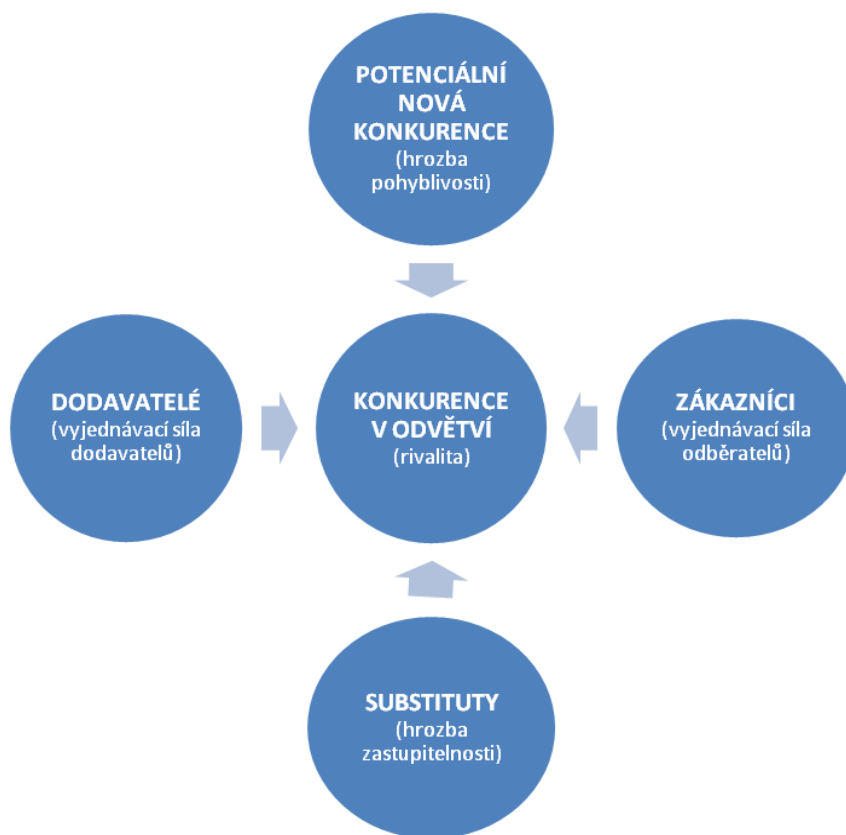 POTENCIÁLNÍ
NOVÁ
KONKURENCE
(hrozba
pohyblivosti)
DODAVATELÉ
(vyjednávací síla
dodavatelů)
KONKURENCE
V ODVĚTVÍ
(rivalita)
ZÁKAZNÍCI
(vyjednávací síla
odběratelů)
SUBSTITUTY
(hrozba
zastupitelnosti)